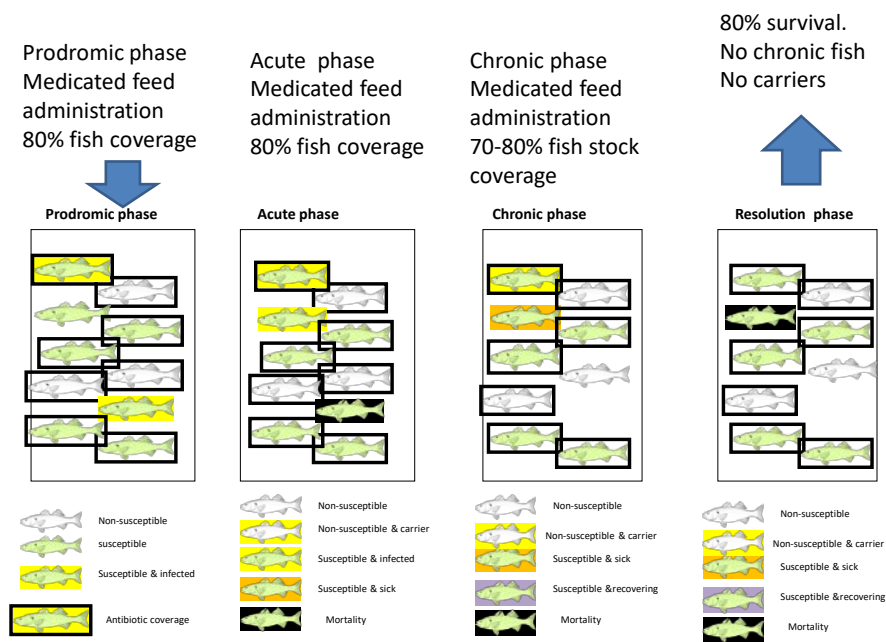 Prodromic phase
Medicated feed
administration
80% fish coverage
Acute phase
Medicated feed
administration
80% fish coverage
Chronic phase
Medicated feed
administration
70-80% fish stock
coverage
80% survival.
No chronic fish
No carriers
Prodromic phase
Acute phase
Chronic phase
Resolution phase
Non-susceptible
susceptible
Susceptible & infected
Antibiotic coverage
Non-susceptible
Non-susceptible & carrier
Susceptible & infected
Susceptible & sick
Mortality
Non-susceptible
Non-susceptible & carrier
Susceptible & sick
Susceptible &recovering
Mortality
Non-susceptible
Non-susceptible & carrier
Susceptible & sick
Susceptible &recovering
Mortality